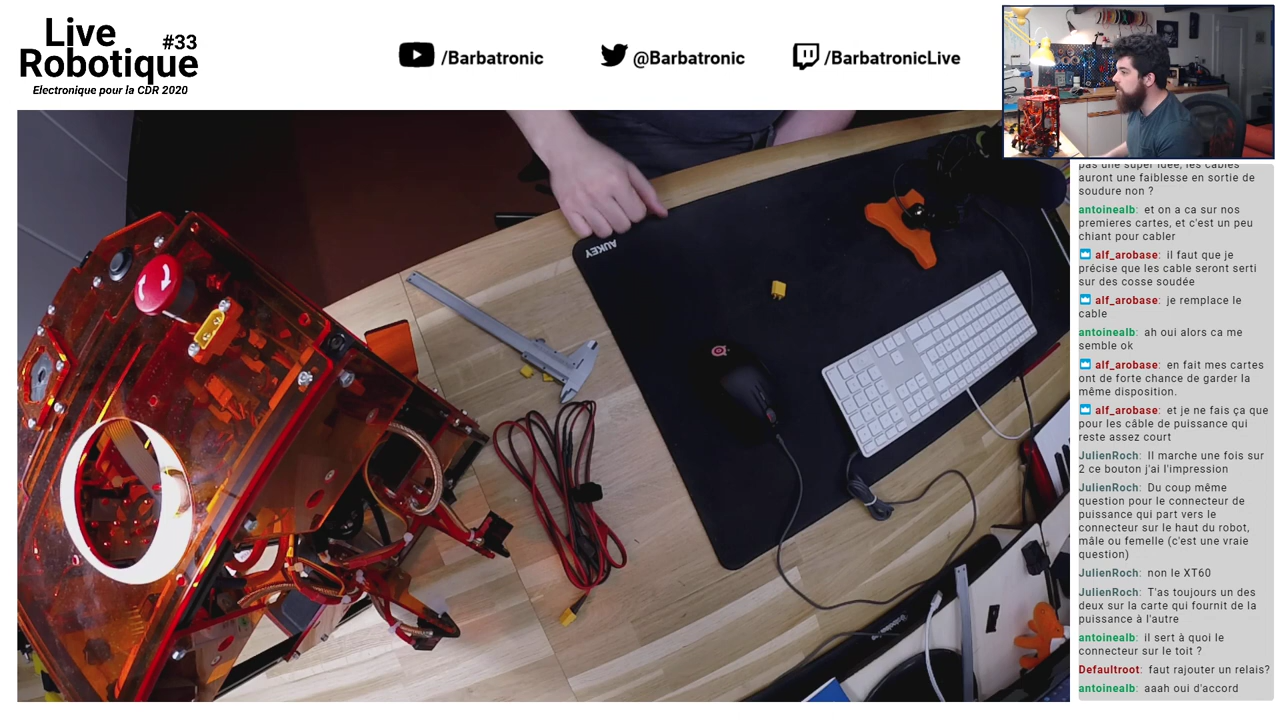 Live
Robotique #33
Electronique pour la CDR 2020
/Barbatronic
@Barbatronic
/BarbatronicLive
AUKEY
pas une super idée, les cables
auront une faiblesse en sortie de
soudure non ?
antoinealb: et on a ca sur nos
premieres cartes, et c'est un peu
chiant pour cabler
alf_arobase: il faut que je
précise que les cable seront serti
sur des cosse soudée
alf_arobase: je remplace le
cable
antoinealb: ah oui alors ca me
semble ok
alf_arobase: en fait mes cartes
ont de forte chance de garder la
même disposition.
alf_arobase: et je ne fais ça que
pour les câble de puissance qui
reste assez court
JulienRoch: Il marche une fois sur
2 ce bouton j'ai l'impression
JulienRoch: Du coup même
question pour le connecteur de
puissance qui part vers le
connecteur sur le haut du robot,
mâle ou femelle (c'est une vraie
question)
JulienRoch: non le XT60
JulienRoch: T'as toujours un des
deux sur la carte qui fournit de la
puissance à l'autre
antoinealb: il sert à quoi le
connecteur sur le toit ?
Defaultroot: faut rajouter un relais?
antoinealb: aaah oui d'accord